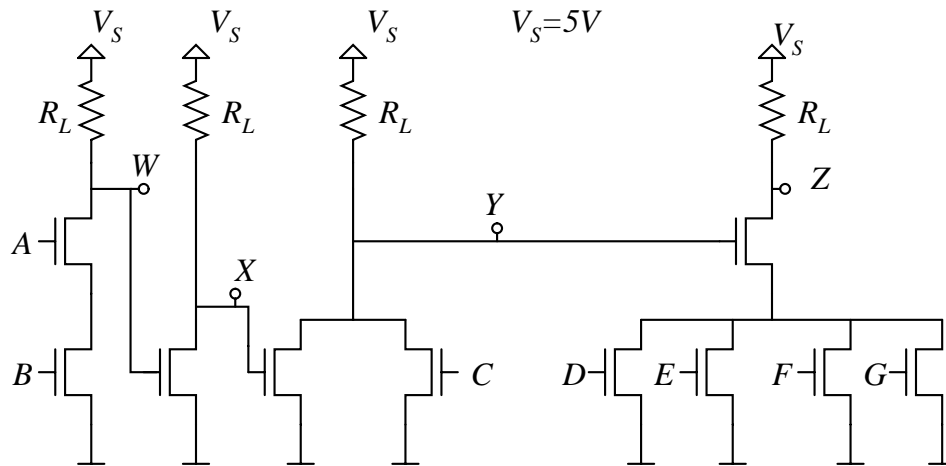 V_S V_S V_S V_S=5V V_S
R_L R_L R_L R_L
W Z
Y
A
X
B C D E F G